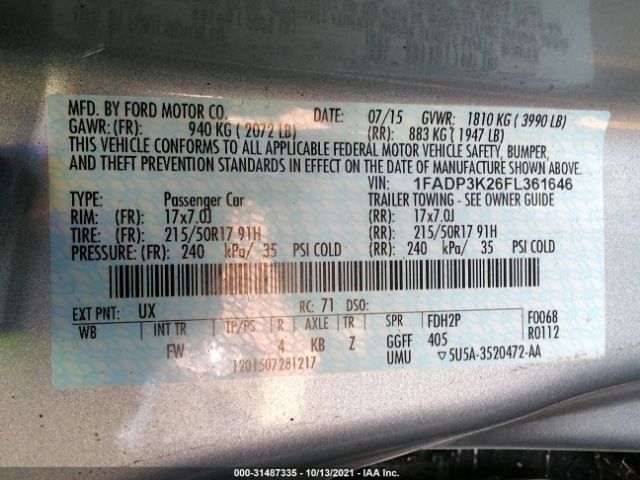 MFD. BY FORD MOTOR CO. DATE: 07/15 GVWR: 1810 KG ( 3990 LB)
GAWR: (FR): 940 KG ( 2072 LB) (RR): 883 KG ( 1947 LB)
THIS VEHICLE CONFORMS TO ALL APPLICABLE FEDERAL MOTOR VEHICLE SAFETY, BUMPER,
AND THEFT PREVENTION STANDARDS IN EFFECT ON THE DATE OF MANUFACTURE SHOWN ABOVE.
VIN: 1FADP3K26FL361646
TYPE: Passenger Car TRAILER TOWING - SEE OWNER GUIDE
RIM: (FR): 17x7.0J (RR): 17x7.0J
TIRE: (FR): 215/50R17 91H (RR): 215/50R17 91H
PRESSURE: (FR): 240 kPa/ 35 PSI COLD (RR): 240 kPa/ 35 PSI COLD
EXT PNT: UX RC: 71 DSO:
WB INT TR TP/PS R AXLE TR SPR FDH2P F0068
FW 4 KB Z GGFF 405 R0112
1201507281217 UMU ▽5U5A-3520472-AA
000-31487335 - 10/13/2021 - IAA Inc.